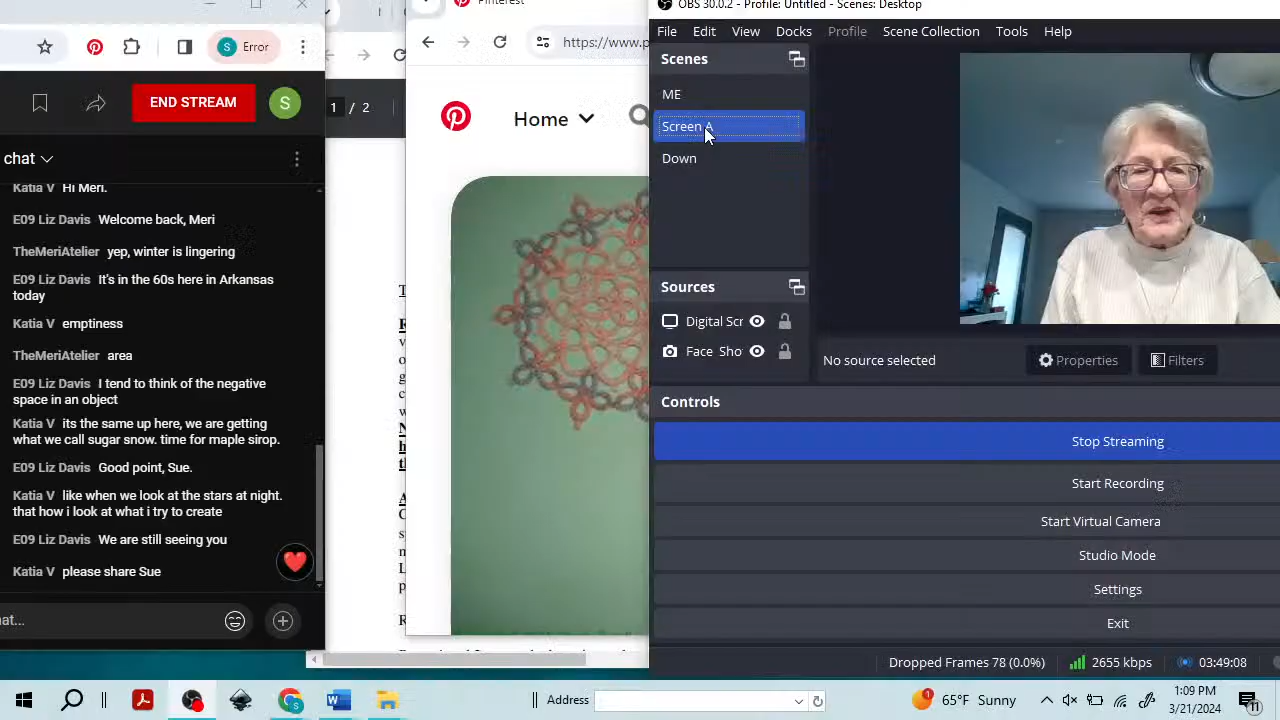 Error
END STREAM
S
chat
Katia V Hi Meri.
E09 Liz Davis Welcome back, Meri
TheMeriAtelier yep, winter is lingering
E09 Liz Davis It's in the 60s here in Arkansas
today
Katia V emptiness
TheMeriAtelier area
E09 Liz Davis I tend to think of the negative
space in an object
Katia V its the same up here, we are getting
what we call sugar snow. time for maple sirop.
E09 Liz Davis Good point, Sue.
Katia V like when we look at the stars at night.
that how i look at what i try to create
E09 Liz Davis We are still seeing you
Katia V please share Sue
1 / 2
Pinterest
https://www.p
Home
OBS 30.0.2 - Profile: Untitled - Scenes: Desktop
File Edit View Docks Profile Scene Collection Tools Help
Scenes
ME
Screen A
Down
Sources
Digital Scr
Face Sho
No source selected
Properties
Filters
Controls
Stop Streaming
Start Recording
Start Virtual Camera
Studio Mode
Settings
Exit
Dropped Frames 78 (0.0%) 2655 kbps 03:49:08
Address
65°F Sunny
1:09 PM
3/21/2024